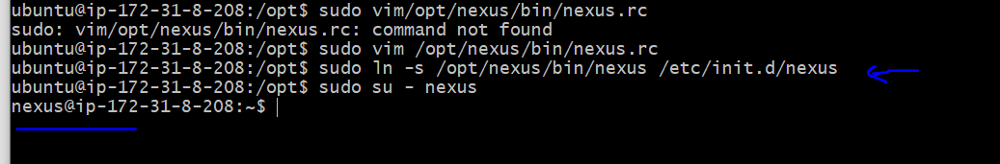 ubuntu@ip-172-31-8-208:/opt$ sudo vim/opt/nexus/bin/nexus.rc
sudo: vim/opt/nexus/bin/nexus.rc: command not found
ubuntu@ip-172-31-8-208:/opt$ sudo vim /opt/nexus/bin/nexus.rc
ubuntu@ip-172-31-8-208:/opt$ sudo ln -s /opt/nexus/bin/nexus /etc/init.d/nexus
ubuntu@ip-172-31-8-208:/opt$ sudo su - nexus
nexus@ip-172-31-8-208:~$